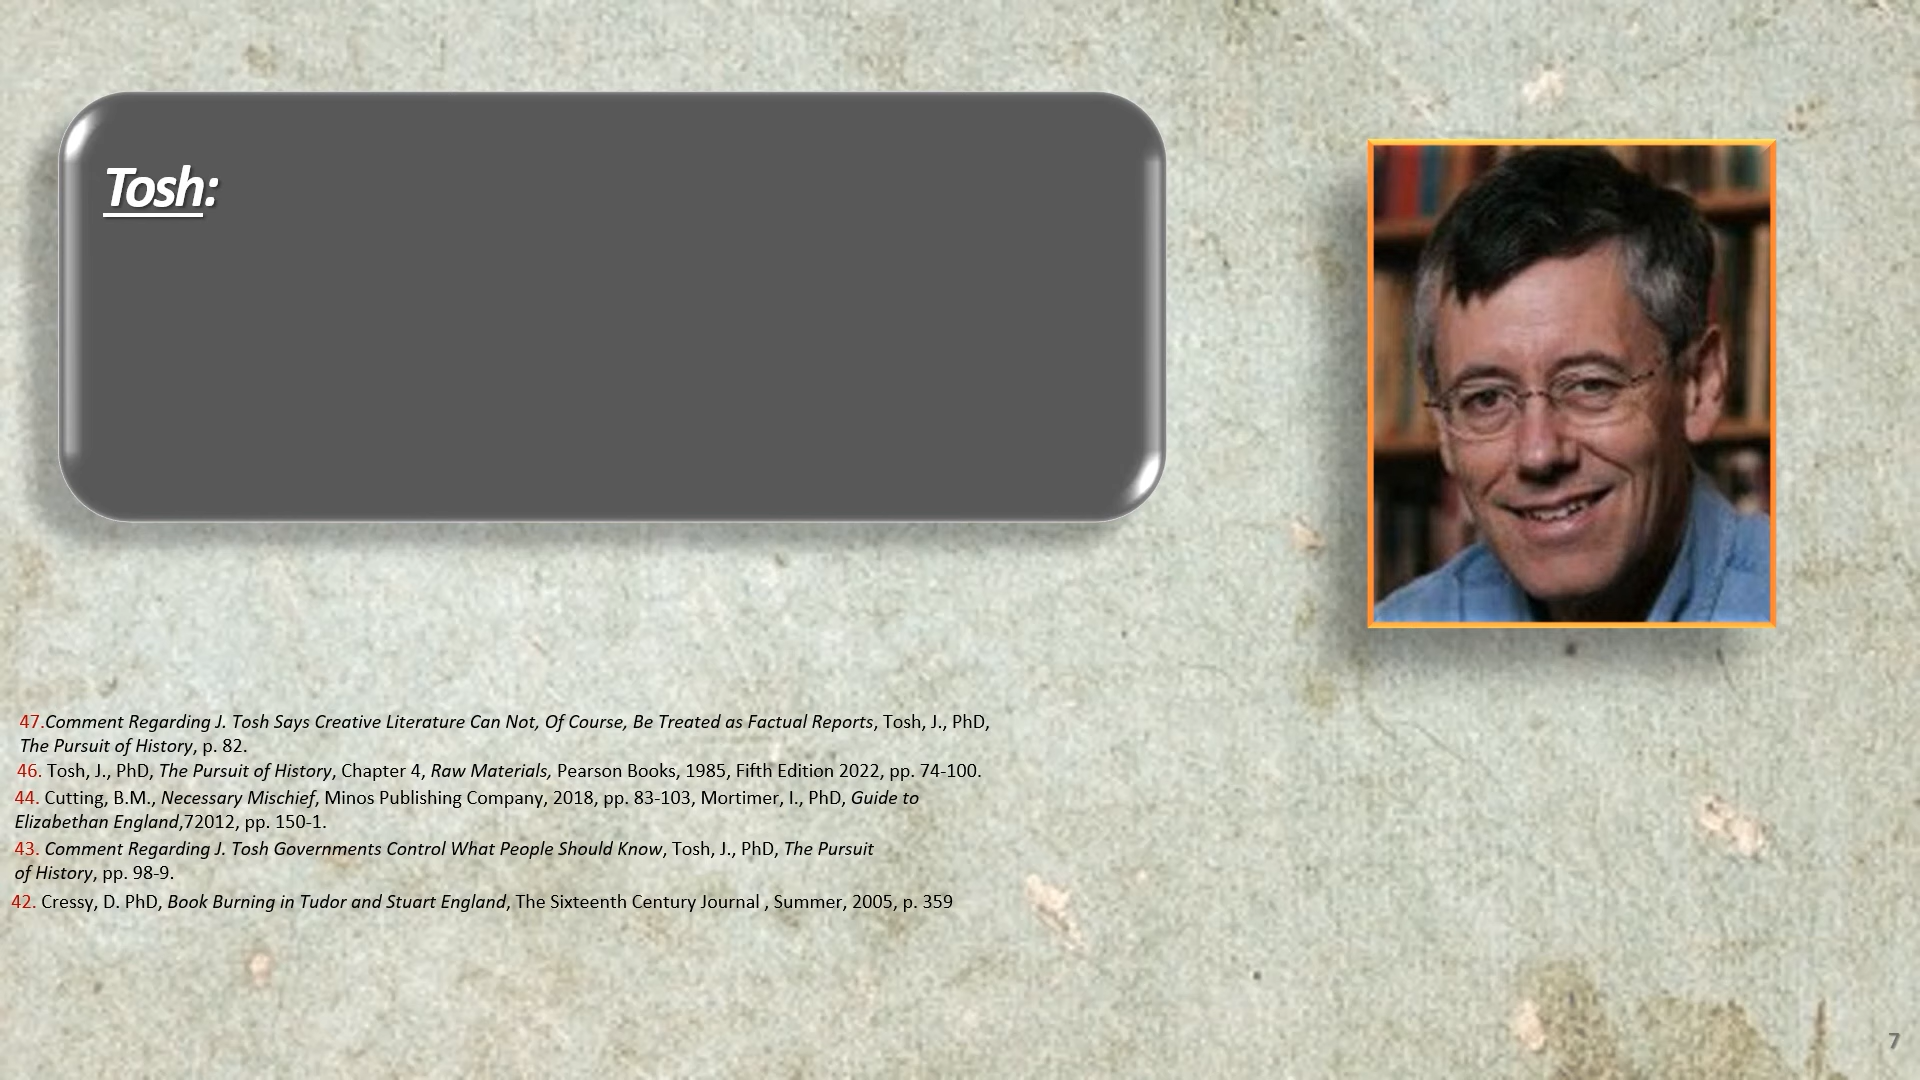 Tosh:
47.Comment Regarding J. Tosh Says Creative Literature Can Not, Of Course, Be Treated as Factual Reports, Tosh, J., PhD,
The Pursuit of History, p. 82.
46. Tosh, J., PhD, The Pursuit of History, Chapter 4, Raw Materials, Pearson Books, 1985, Fifth Edition 2022, pp. 74-100.
44. Cutting, B.M., Necessary Mischief, Minos Publishing Company, 2018, pp. 83-103, Mortimer, I., PhD, Guide to
Elizabethan England,72012, pp. 150-1.
43. Comment Regarding J. Tosh Governments Control What People Should Know, Tosh, J., PhD, The Pursuit
of History, pp. 98-9.
42. Cressy, D. PhD, Book Burning in Tudor and Stuart England, The Sixteenth Century Journal , Summer, 2005, p. 359
7